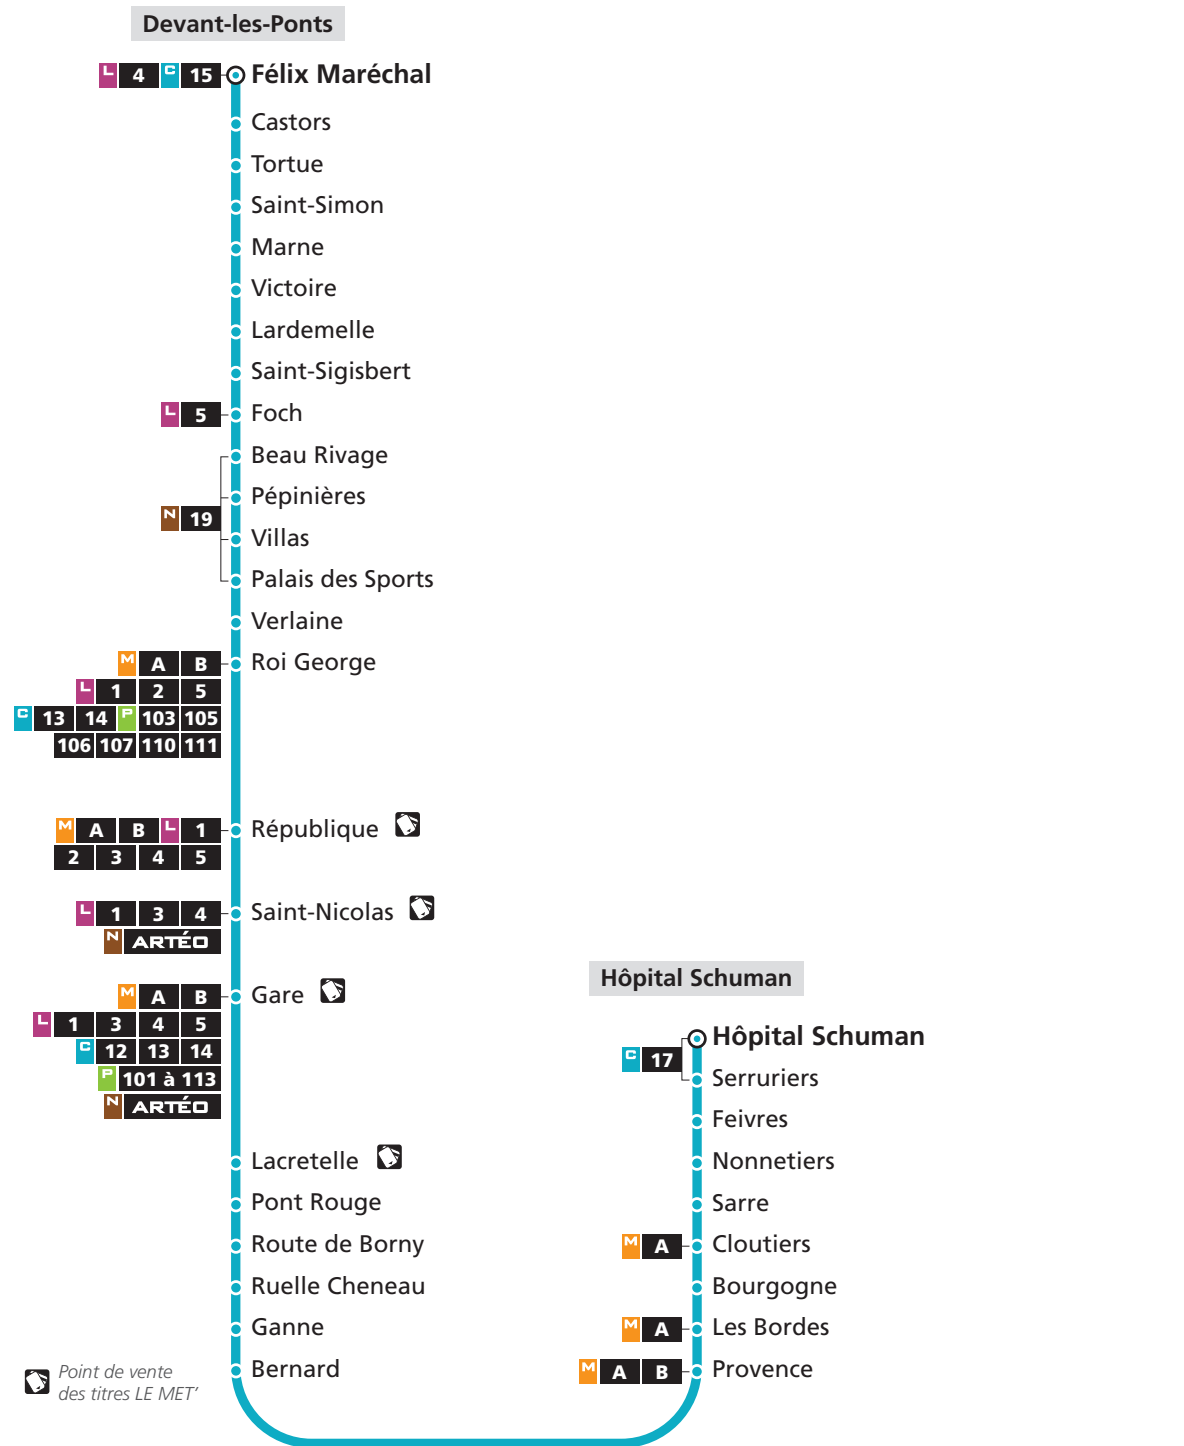 Devant-les-Ponts
L 4 C 15 Félix Maréchal
Castors
Tortue
Saint-Simon
Marne
Victoire
Lardemelle
Saint-Sigisbert
L 5 Foch
Beau Rivage
Pépinières
N 19
Villas
Palais des Sports
Verlaine
M A B Roi George
L 1 2 5
C 13 14 P 103 105
106 107 110 111
M A B L 1 République
2 3 4 5
L 1 3 4 Saint-Nicolas
N ARTÉO
M A B Gare
L 1 3 4 5
C 12 13 14
P 101 à 113
N ARTÉO
Lacretelle
Pont Rouge
Route de Borny
Ruelle Cheneau
Ganne
Bernard
Point de vente
des titres LE MET’
Hôpital Schuman
Hôpital Schuman
C 17
Serruriers
Feivres
Nonnetiers
Sarre
M A Cloutiers
Bourgogne
M A Les Bordes
M A B Provence